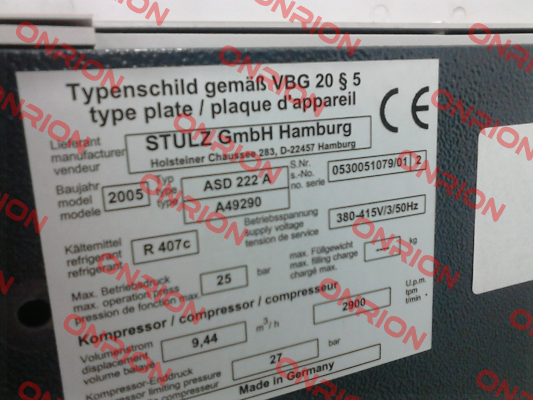 Typenschild gemäß VBG 20 § 5
type plate / plaque d'appareil
CE
Lieferant
manufacturer
vendeur
STULZ GmbH Hamburg
Holsteiner Chaussee 283, D-22457 Hamburg
Baujahr
model
modele
2005
Typ
type
type
ASD 222 A
A49290
S.Nr.
s.-No.
no. serie
0530051079/01 2
Kältemittel
refrigerant
refrigerant
R 407c
Betriebsspannung
supply voltage
tension de service
380-415V/3/50Hz
Max. Betriebsdruck
max. operation press
pression de fonction max.
25 bar
max. Füllgewicht
max. filling charge
charge max.
kg
Kompressor / compressor / compresseur
Volumenstrom
displacement
volume balayé
9,44 m³/h
2900
U.p.m.
rpm
t/min.
Kompressor-Enddruck
compressor limiting pressure
27 bar
Made in Germany
ONRION
ONRION
ONRION
ONRION
ONRION
ONRION
ONRION
ONRION
ONRION